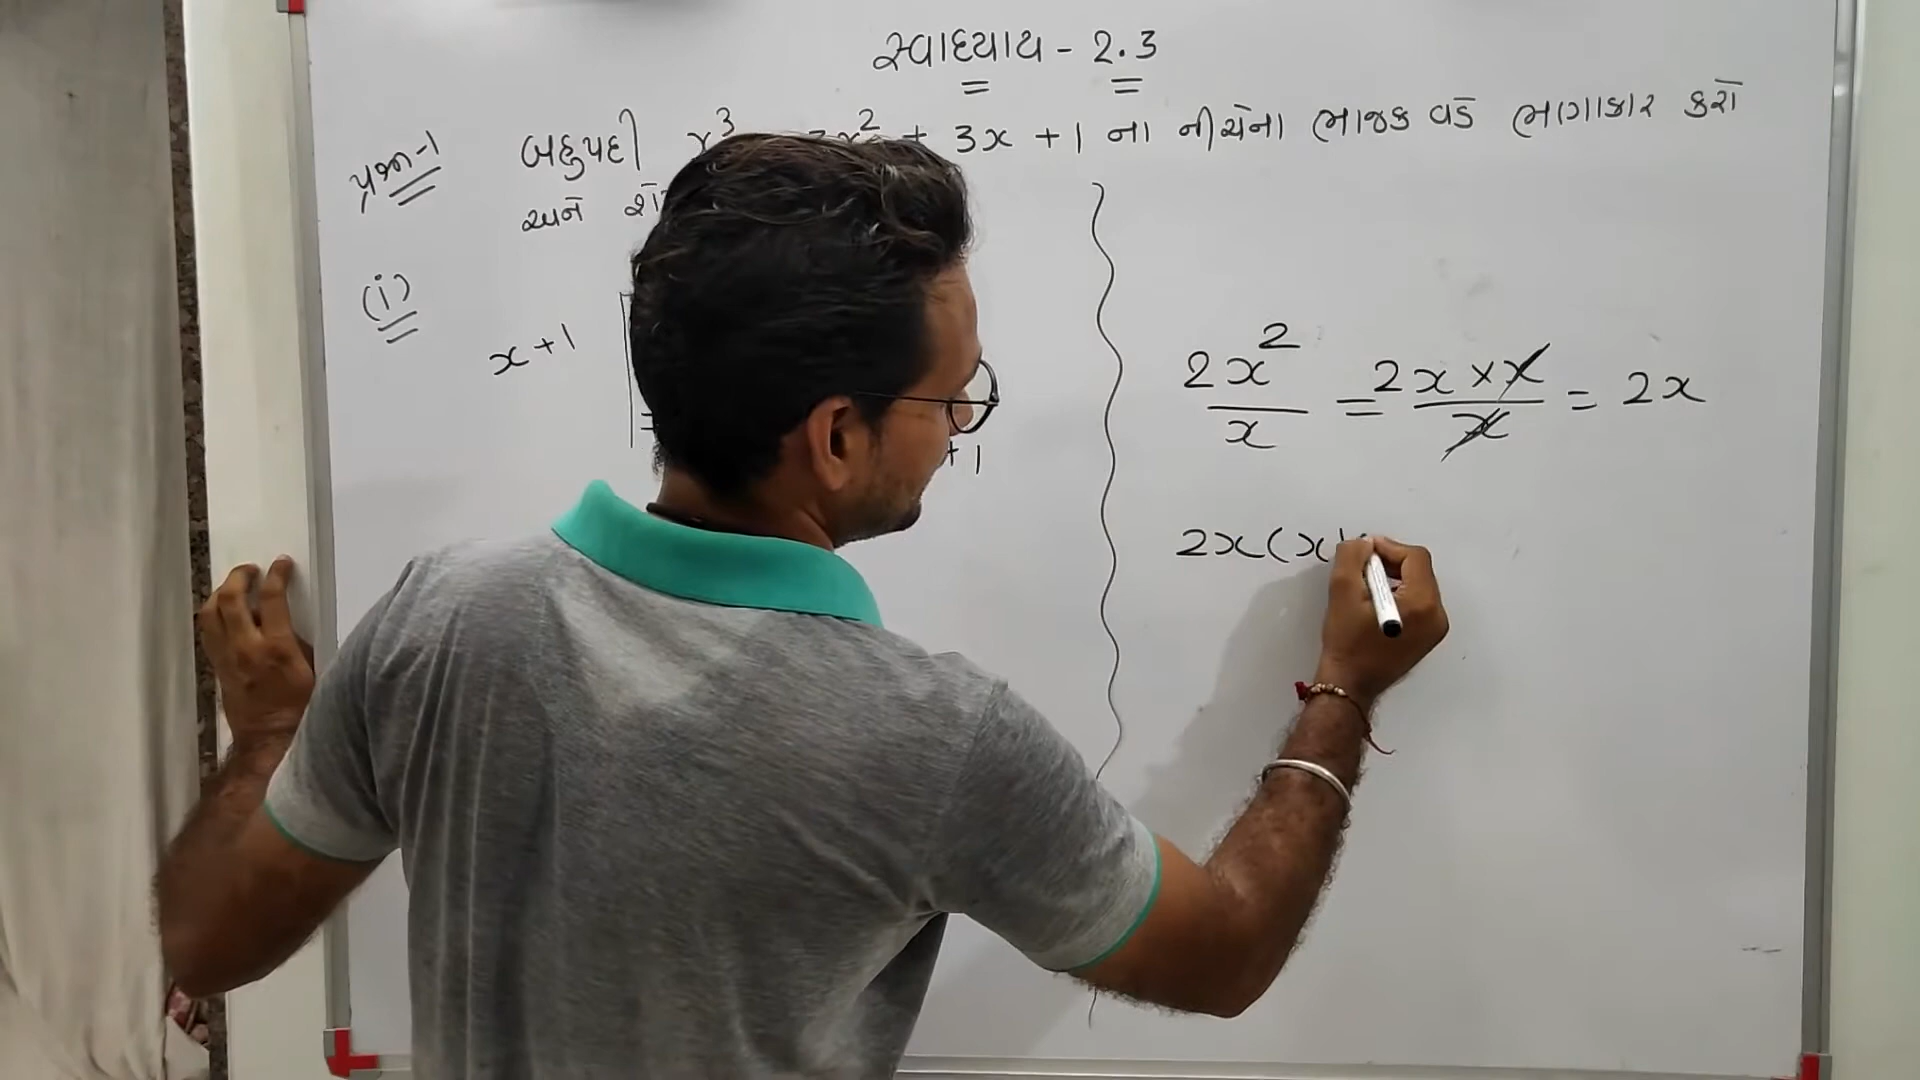 સ્વાધ્યાય - 2.3
પ્રશ્ન-1 બહુપદી x³ + 3x + 1 ના નીચેના ભાજક વડે ભાગાકાર કરો
અને
(i)
x + 1
+ 1
2x² / x = 2x × x / x = 2x
2x(x